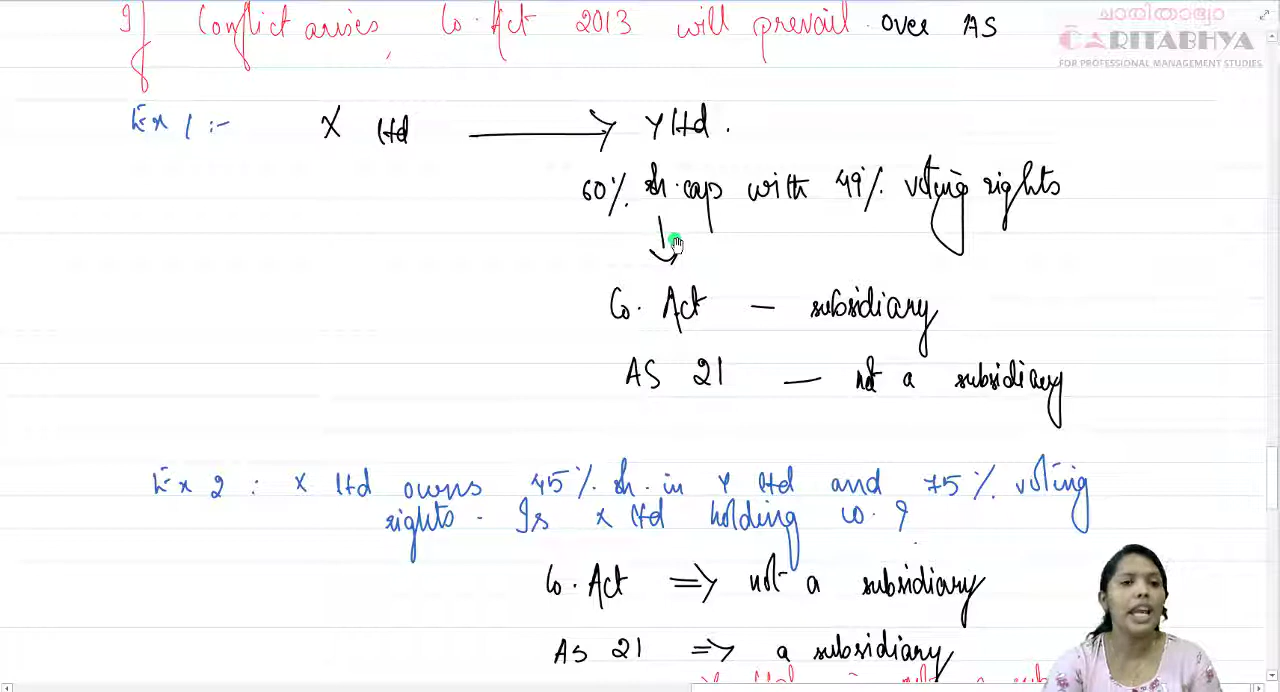 ചാരിതാഭ്യാ
CARITABHYA
FOR PROFESSIONAL MANAGEMENT STUDIES
If Conflict arises, Co. Act 2013 will prevail over AS
Ex 1 :- X ltd → Y ltd.
60% sh. cap with 49% voting rights
↓
Co. Act – subsidiary
AS 21 – not a subsidiary
Ex 2 : X ltd owns 45% sh. in Y ltd and 75% voting
rights. Is X ltd holding co. ?
Co. Act ⇒ not a subsidiary
AS 21 ⇒ a subsidiary